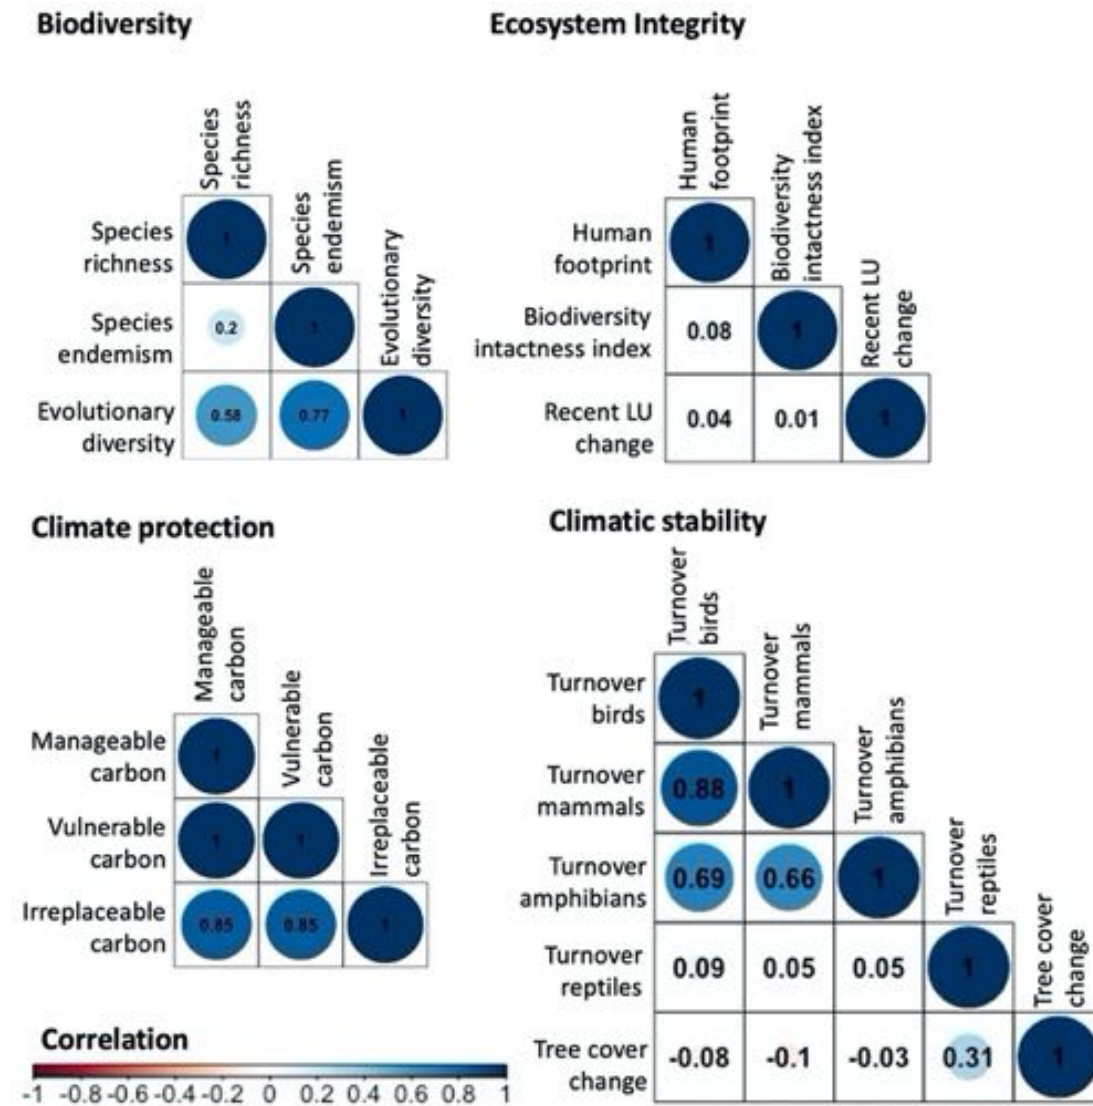 Biodiversity
Species
richness
Species
endemism
Evolutionary
diversity
Species
richness
1
Species
endemism
0.2
1
Evolutionary
diversity
0.58
0.77
1
Ecosystem Integrity
Human
footprint
Biodiversity
intactness index
Recent LU
change
Human
footprint
1
Biodiversity
intactness index
0.08
1
Recent LU
change
0.04
0.01
1
Climate protection
Manageable
carbon
Vulnerable
carbon
Irreplaceable
carbon
Manageable
carbon
1
Vulnerable
carbon
1
1
Irreplaceable
carbon
0.85
0.85
1
Climatic stability
Turnover
birds
Turnover
mammals
Turnover
amphibians
Turnover
reptiles
Tree cover
change
Turnover
birds
1
Turnover
mammals
0.88
1
Turnover
amphibians
0.69
0.66
1
Turnover
reptiles
0.09
0.05
0.05
1
Tree cover
change
-0.08
-0.1
-0.03
0.31
1
Correlation
-1 -0.8 -0.6 -0.4 -0.2 0 0.2 0.4 0.6 0.8 1